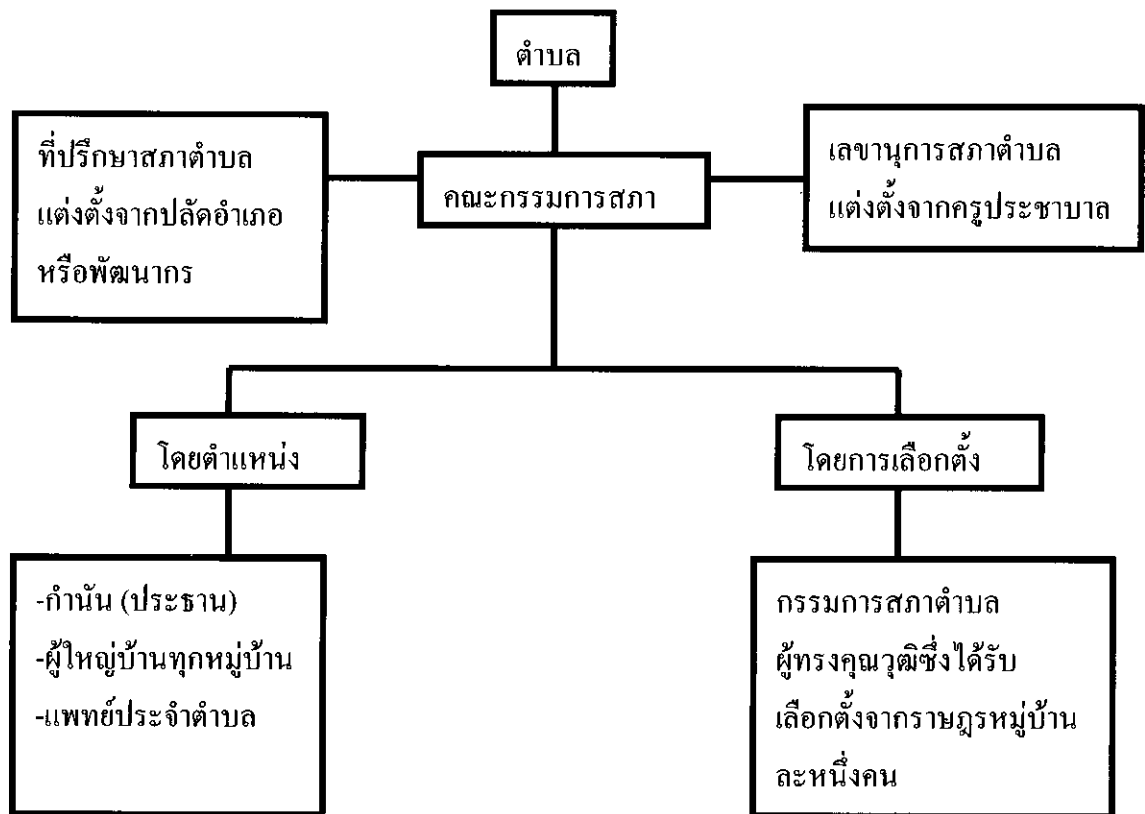 ตำบล
ที่ปรึกษาสภาตำบล
แต่งตั้งจากปลัดอำเภอ
หรือพัฒนากร
คณะกรรมการสภา
เลขานุการสภาตำบล
แต่งตั้งจากครูประชาบาล
โดยตำแหน่ง
โดยการเลือกตั้ง
-กำนัน (ประธาน)
-ผู้ใหญ่บ้านทุกหมู่บ้าน
-แพทย์ประจำตำบล
กรรมการสภาตำบล
ผู้ทรงคุณวุฒิซึ่งได้รับ
เลือกตั้งจากราษฎรหมู่บ้าน
ละหนึ่งคน